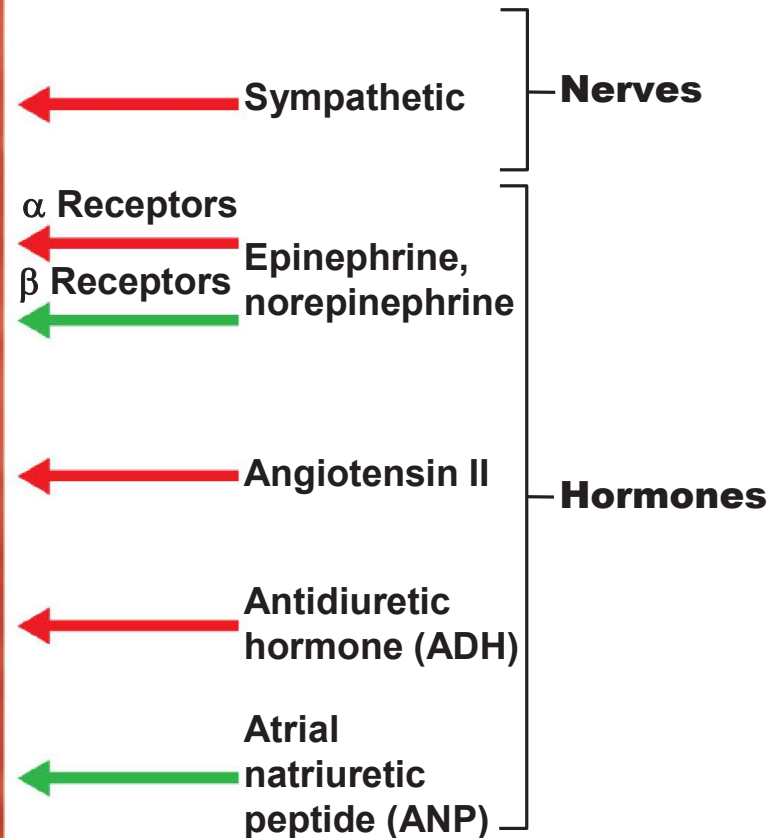 Sympathetic
Nerves
α Receptors
Epinephrine,
norepinephrine
β Receptors
Angiotensin II
Hormones
Antidiuretic
hormone (ADH)
Atrial
natriuretic
peptide (ANP)